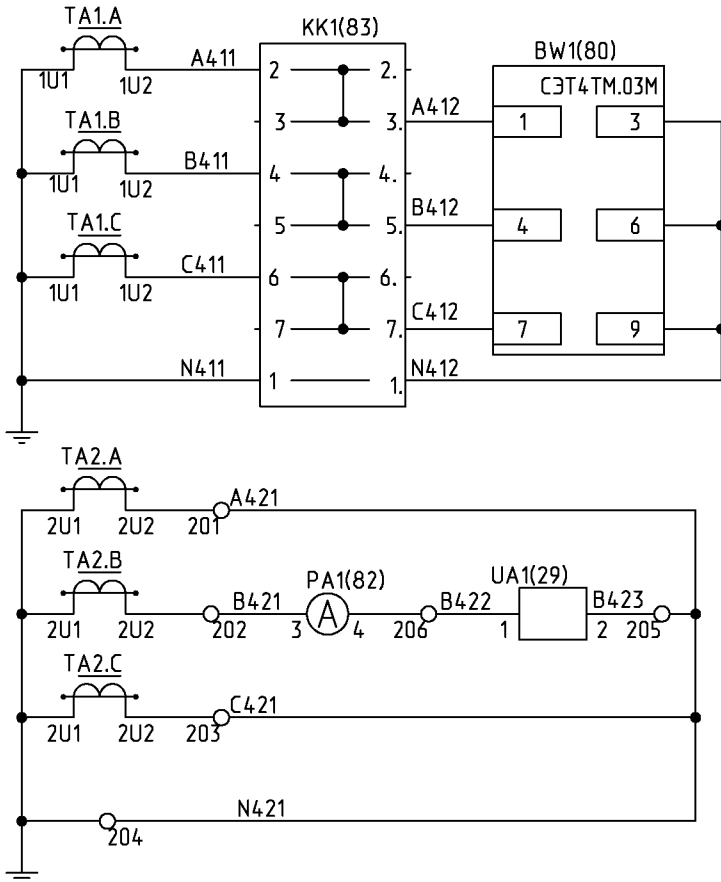 TA1.A
KK1(83)
BW1(80)
1U1 1U2 A411 2 2.
СЭТ4ТМ.03М
3 3. A412 1 3
TA1.B
1U1 1U2 B411 4 4.
5 5. B412 4 6
TA1.C
1U1 1U2 C411 6 6.
7 7. C412 7 9
N411 1 1. N412
TA2.A
2U1 2U2 201 A421
TA2.B
PA1(82)
UA1(29)
2U1 2U2 202 B421 3 A 4 206 B422 1 2 B423 205
TA2.C
2U1 2U2 203 C421
204 N421